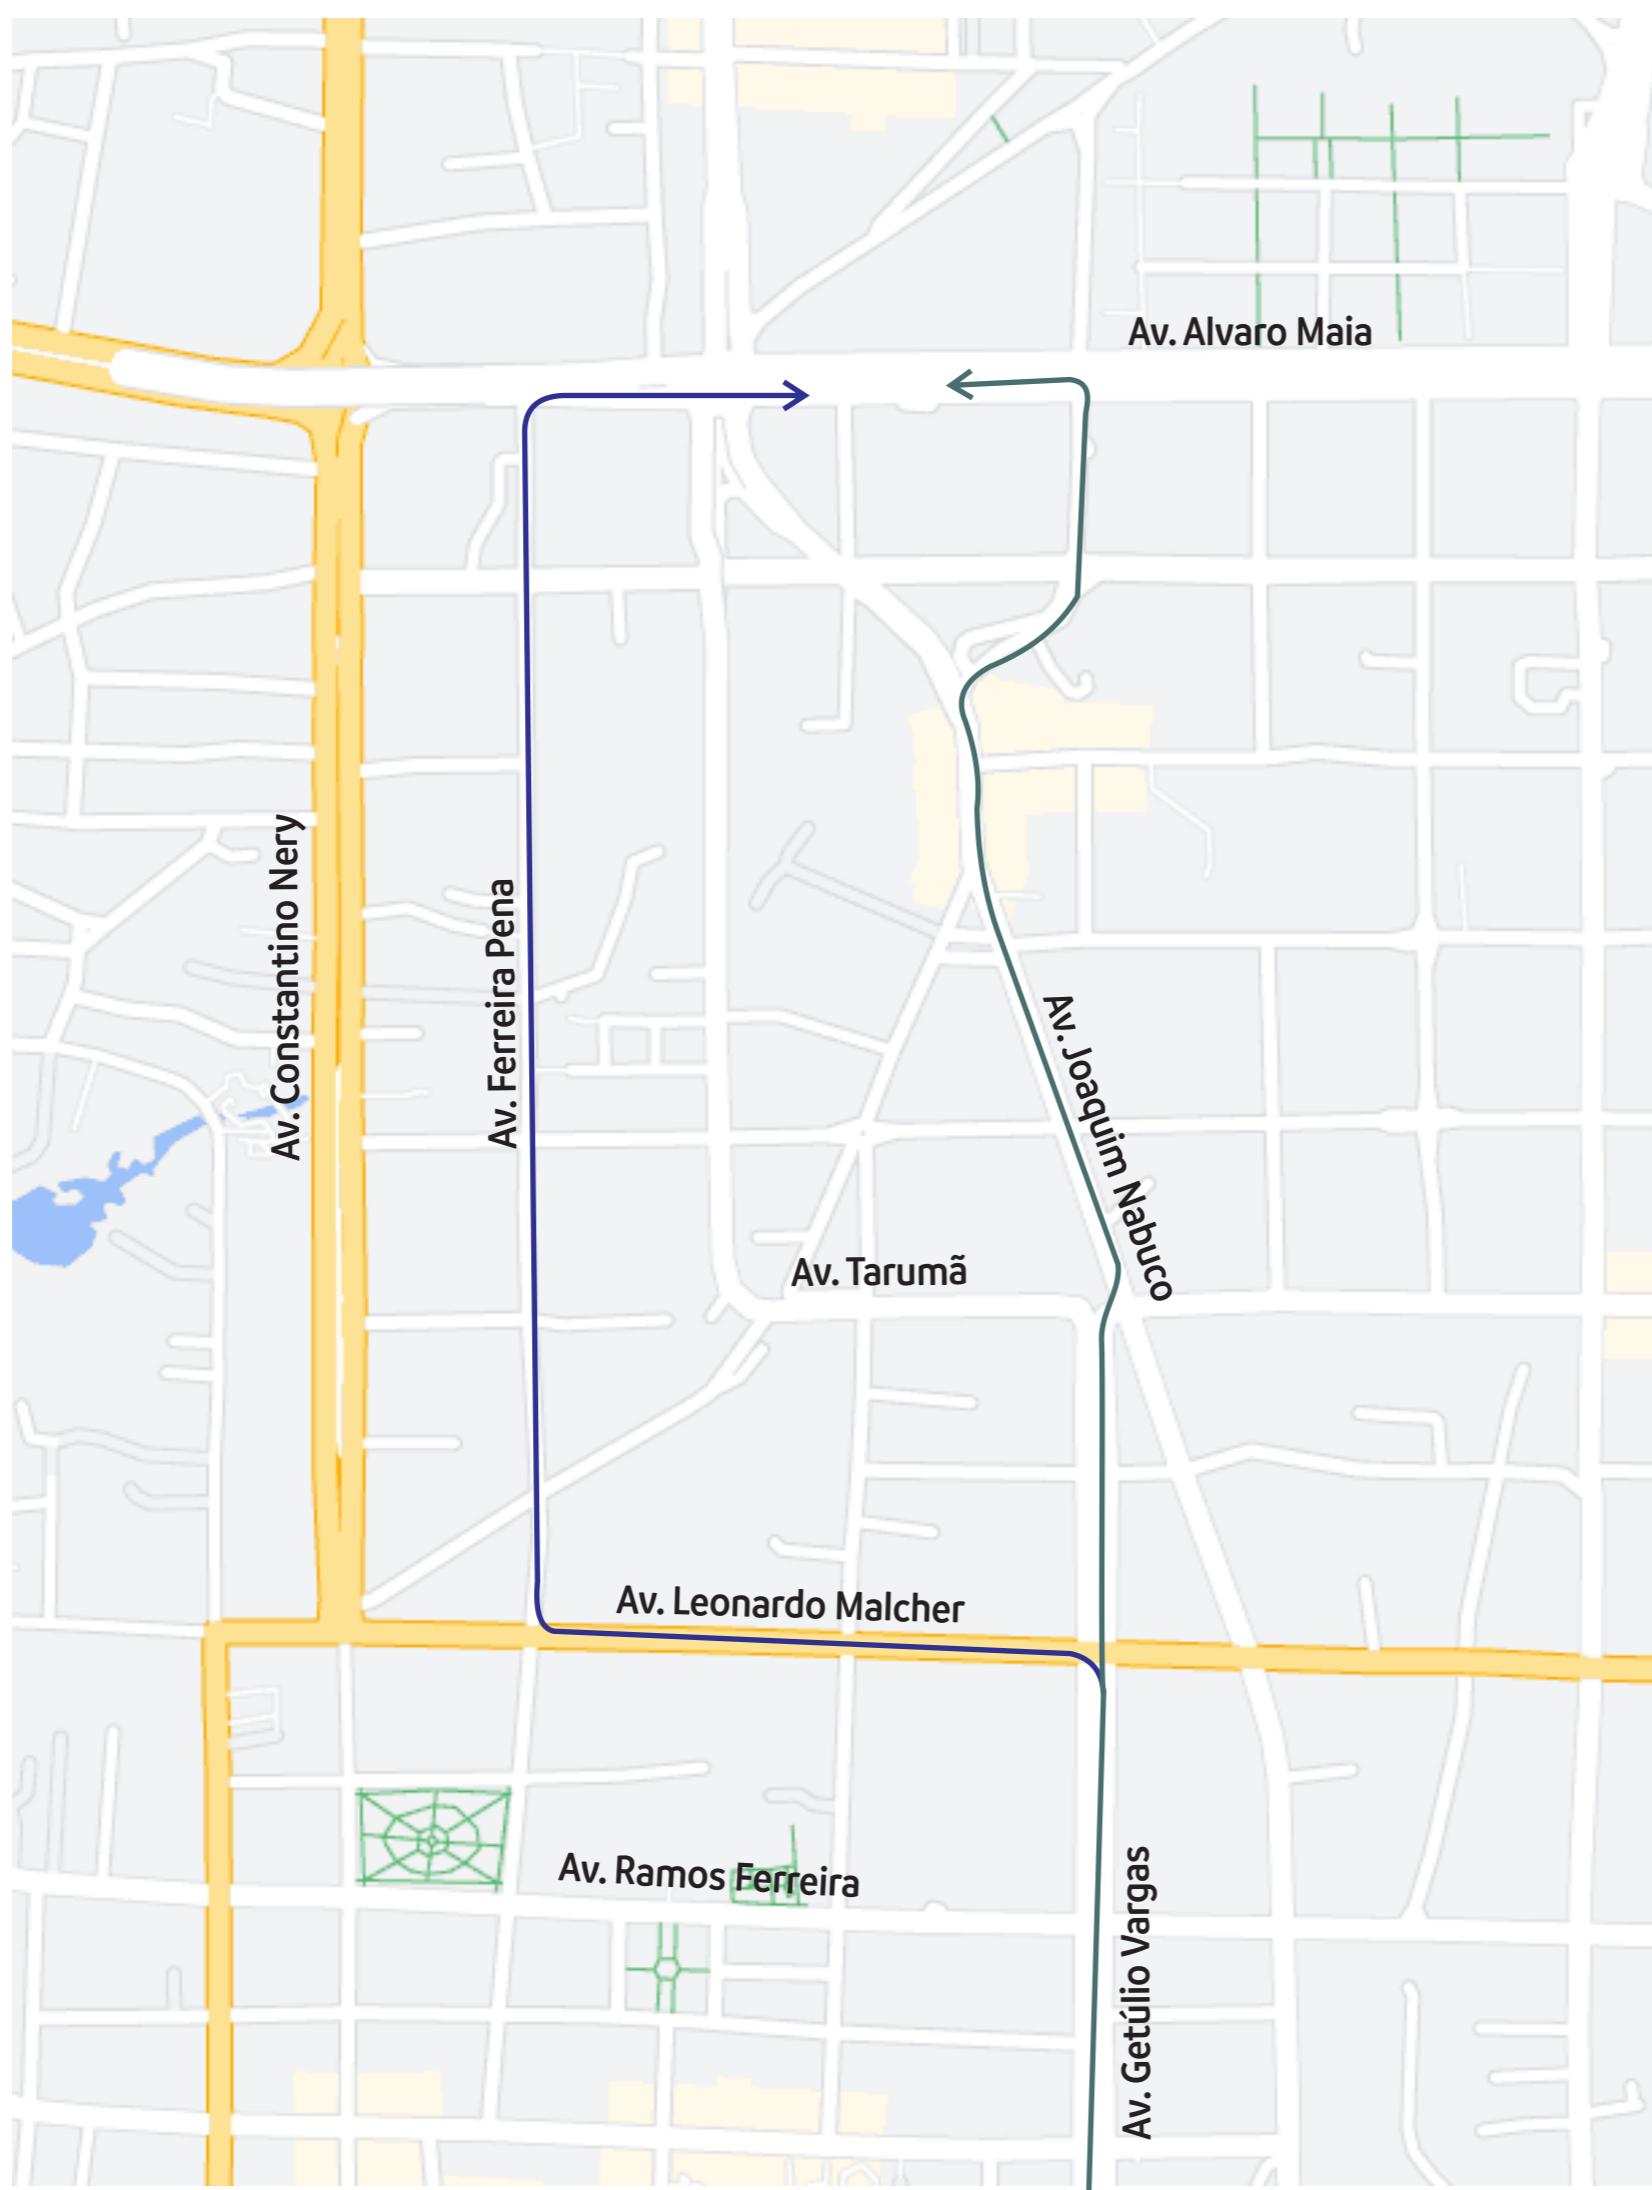 Av. Alvaro Maia
Av. Constantino Nery
Av. Ferreira Pena
Av. Joaquim Nabuco
Av. Tarumã
Av. Leonardo Malcher
Av. Ramos Ferreira
Av. Getúlio Vargas